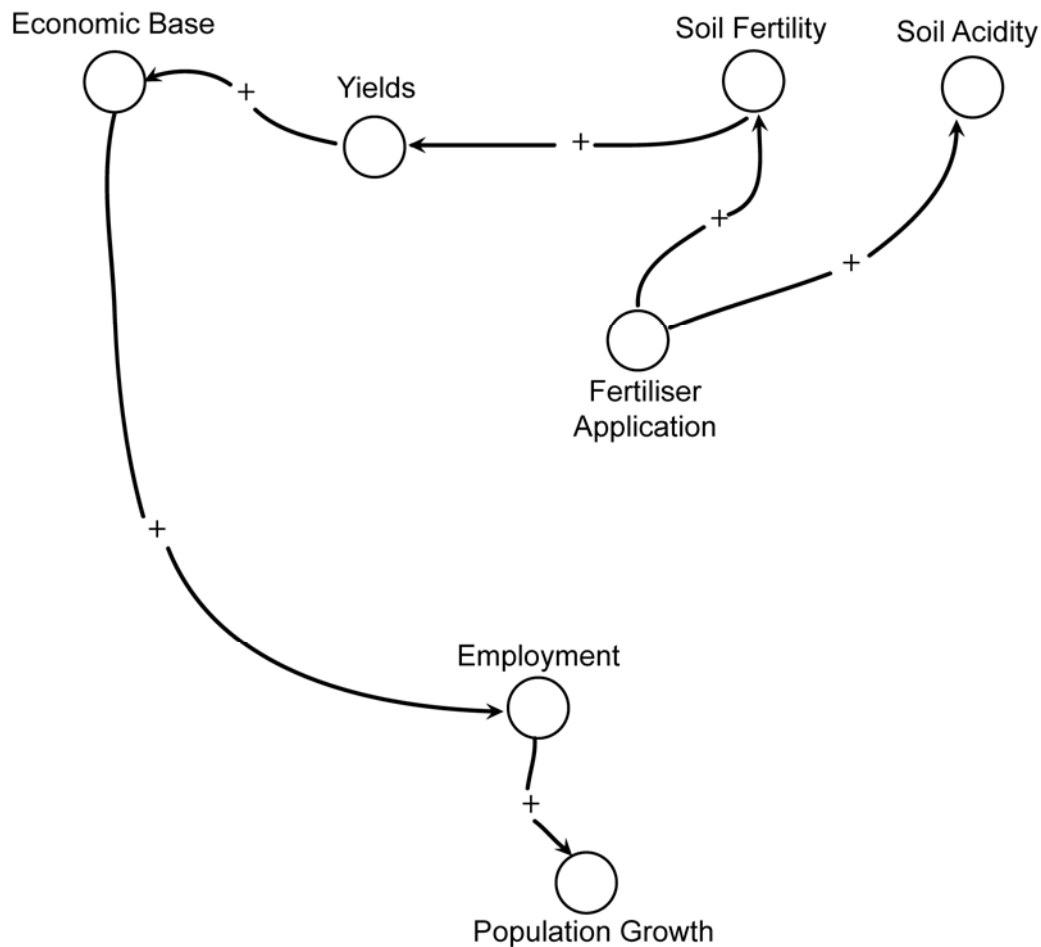 Economic Base
Soil Fertility
Soil Acidity
Yields
+
+
+
+
Fertiliser
Application
+
Employment
+
Population Growth